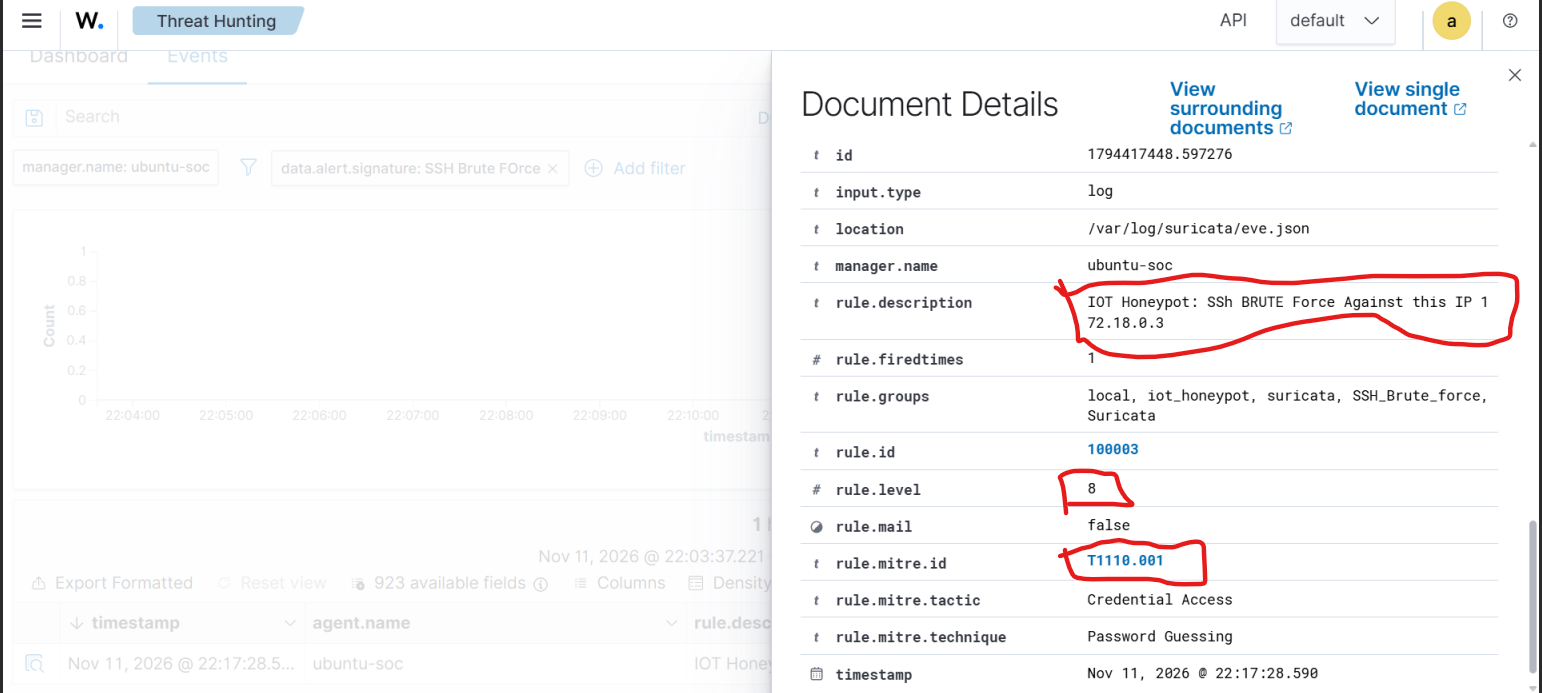 W. Threat Hunting API default a
Dashboard Events
Search D
manager.name: ubuntu-soc data.alert.signature: SSH Brute FOrce Add filter
Count
1
0.8
0.6
0.4
0.2
0
22:04:00 22:05:00 22:06:00 22:07:00 22:08:00 22:09:00 22:10:00 2
timestam
1 h
Nov 11, 2026 @ 22:03:37.221
Export Formatted Reset view 923 available fields Columns Density
timestamp agent.name rule.desc
Nov 11, 2026 @ 22:17:28.5... ubuntu-soc IOT Hone
Document Details
View surrounding documents
View single document
t id 1794417448.597276
t input.type log
t location /var/log/suricata/eve.json
t manager.name ubuntu-soc
t rule.description IOT Honeypot: SSh BRUTE Force Against this IP 1
72.18.0.3
# rule.firedtimes 1
t rule.groups local, iot_honeypot, suricata, SSH_Brute_force,
Suricata
t rule.id 100003
# rule.level 8
rule.mail false
t rule.mitre.id T1110.001
t rule.mitre.tactic Credential Access
t rule.mitre.technique Password Guessing
timestamp Nov 11, 2026 @ 22:17:28.590